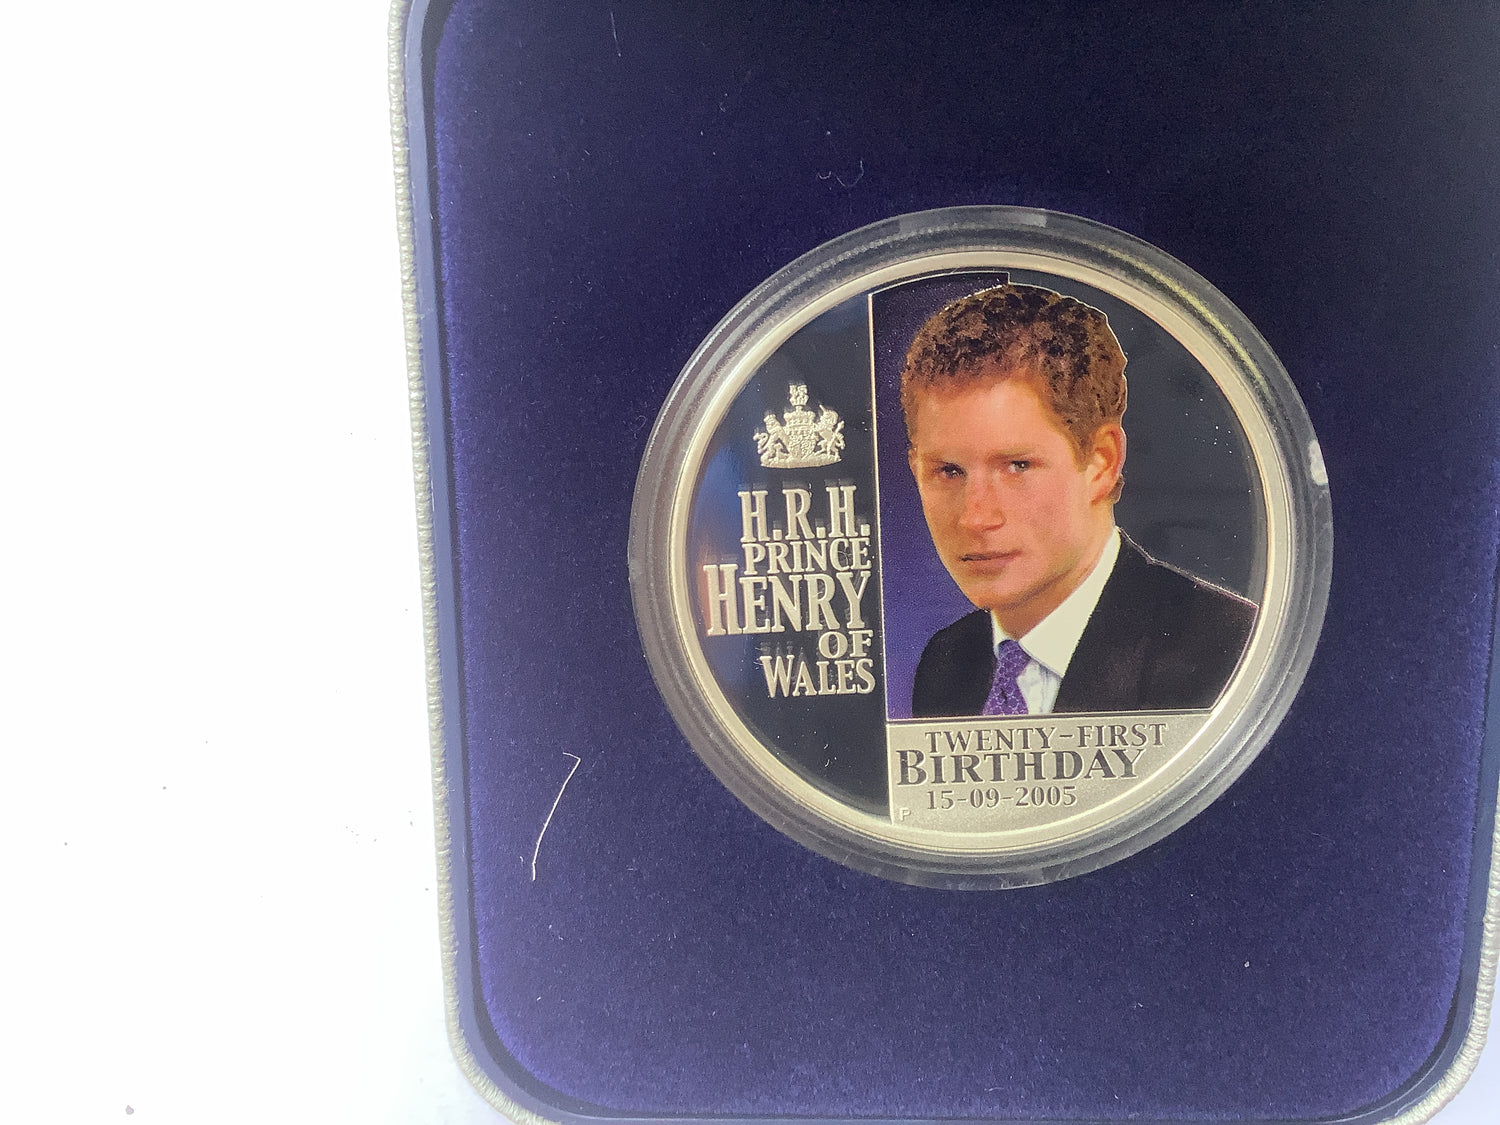 H.R.H.
PRINCE
HENRY
OF
WALES
TWENTY-FIRST
BIRTHDAY
15-09-2005
P